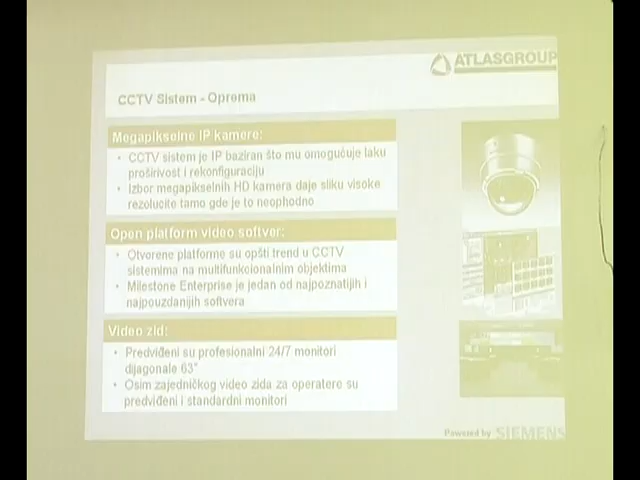 ATLASGROUP
CCTV Sistem - Oprema
Megapikselne IP kamere:
• CCTV sistem je IP baziran što mu omogućuje laku
proširivost i rekonfiguraciju
• Izbor megapikselnih HD kamera daje sliku visoke
rezolucite tamo gde je to neophodno
Open platform video softver:
• Otvorene platforme su opšti trend u CCTV
sistemima na multifunkcionalnim objektima
• Milestone Enterprise je jedan od najpoznatijih i
najpouzdanijih softvera
Video zid:
• Predviđeni su profesionalni 24/7 monitori
dijagonale 63"
• Osim zajedničkog video zida za operatere su
predviđeni i standardni monitori
Powered by SIEMENS